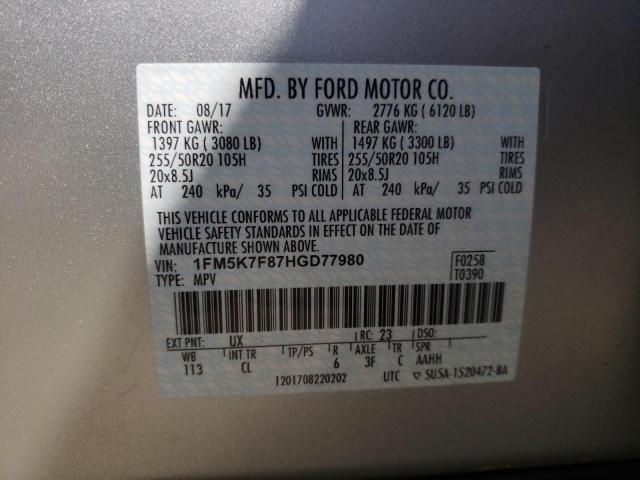 MFD. BY FORD MOTOR CO.
DATE: 08/17 GVWR: 2776 KG ( 6120 LB)
FRONT GAWR: REAR GAWR:
1397 KG ( 3080 LB) WITH 1497 KG ( 3300 LB) WITH
255/50R20 105H TIRES 255/50R20 105H TIRES
20x8.5J RIMS 20x8.5J RIMS
AT 240 kPa/ 35 PSI COLD AT 240 kPa/ 35 PSI COLD
THIS VEHICLE CONFORMS TO ALL APPLICABLE FEDERAL MOTOR
VEHICLE SAFETY STANDARDS IN EFFECT ON THE DATE OF
MANUFACTURE SHOWN ABOVE.
VIN: 1FM5K7F87HGD77980 F0258
TYPE: MPV T0390
EXT PNT: UX RC: 23 DSO:
WB INT TR TP/PS R AXLE TR SPR
113 CL 6 3F C AAHH
1201708220202 UTC ▽ 5U5A-1520472-BA